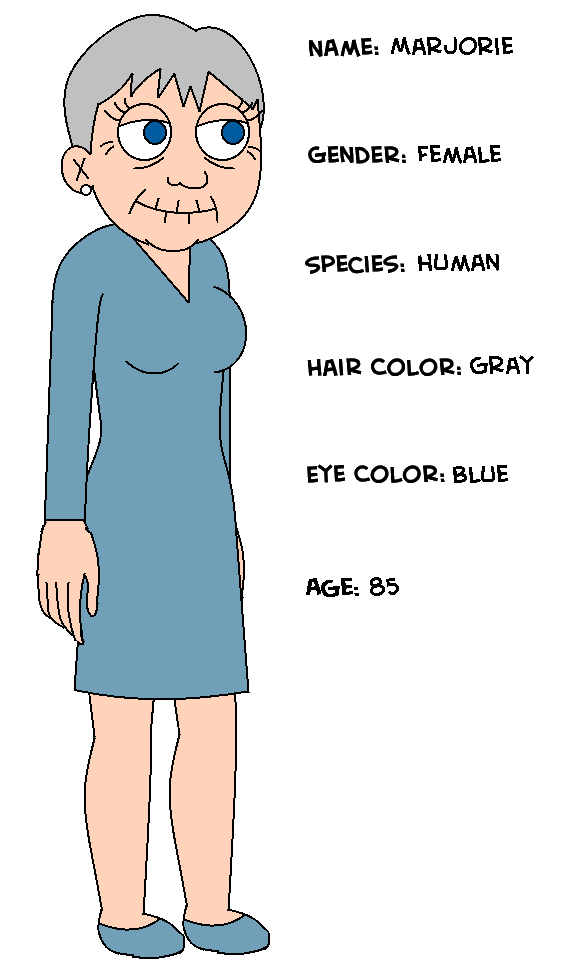 NAME: MARJORIE
GENDER: FEMALE
SPECIES: HUMAN
HAIR COLOR: GRAY
EYE COLOR: BLUE
AGE: 85